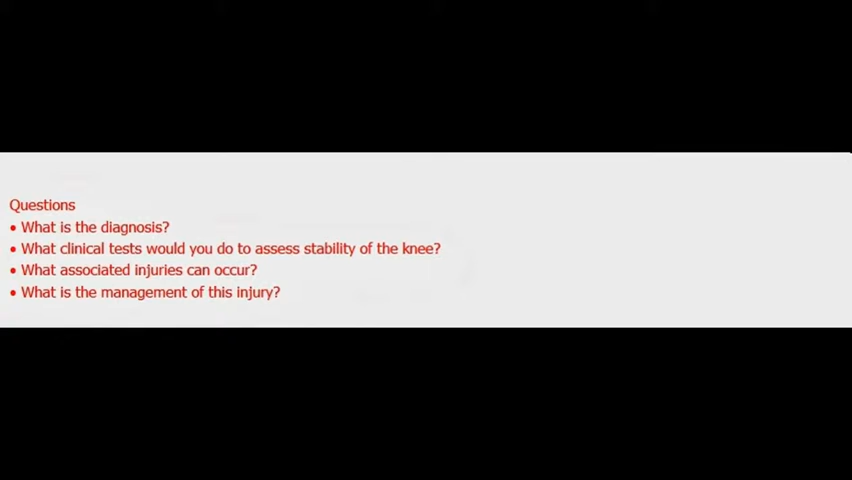 Questions
• What is the diagnosis?
• What clinical tests would you do to assess stability of the knee?
• What associated injuries can occur?
• What is the management of this injury?